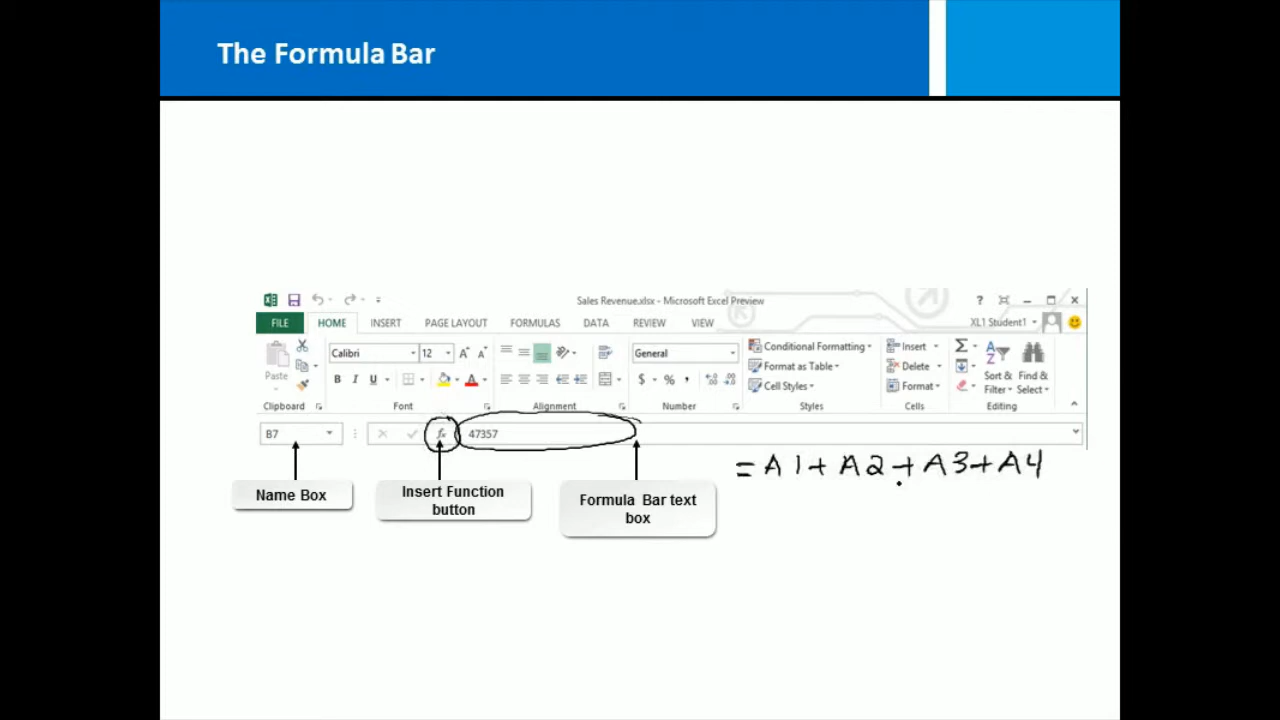 The Formula Bar
Sales Revenue.xlsx - Microsoft Excel Preview
FILE HOME INSERT PAGE LAYOUT FORMULAS DATA REVIEW VIEW XL1 Student1
Calibri 12 General Conditional Formatting Insert
Paste Format as Table Delete Sort & Find &
B I U A $ % , Cell Styles Format Filter Select
Clipboard Font Alignment Number Styles Cells Editing
B7 fx 47357
= A1+ A2+ A3+A4
Name Box
Insert Function
button
Formula Bar text
box